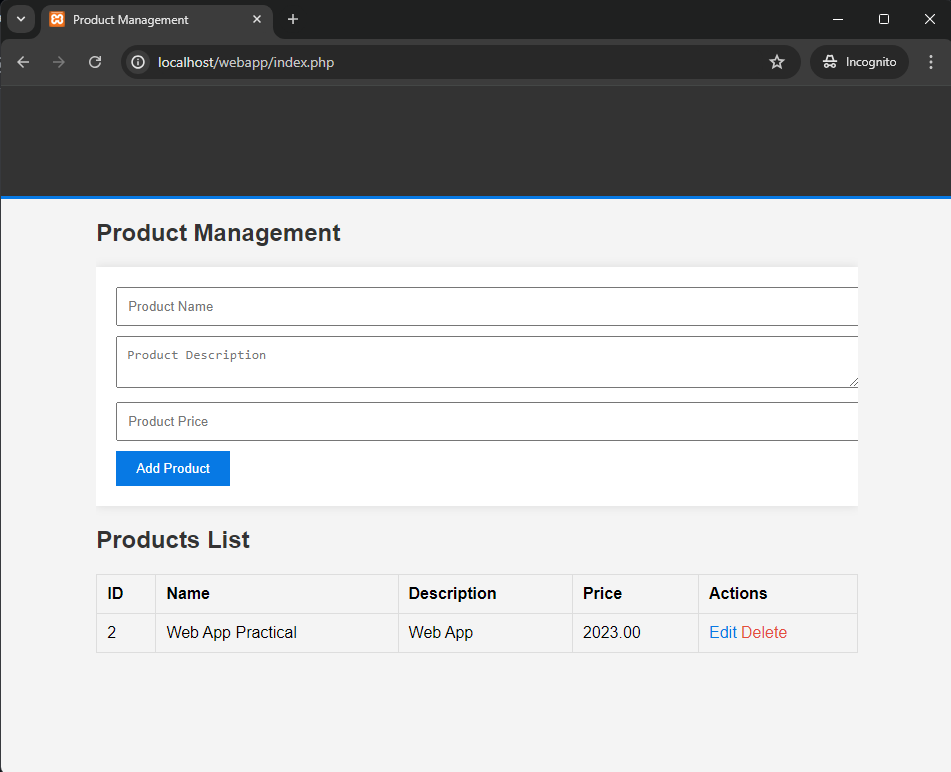 Product Management
localhost/webapp/index.php
Incognito
Product Management
Product Name
Product Description
Product Price
Add Product
Products List
ID Name Description Price Actions
2 Web App Practical Web App 2023.00 Edit Delete